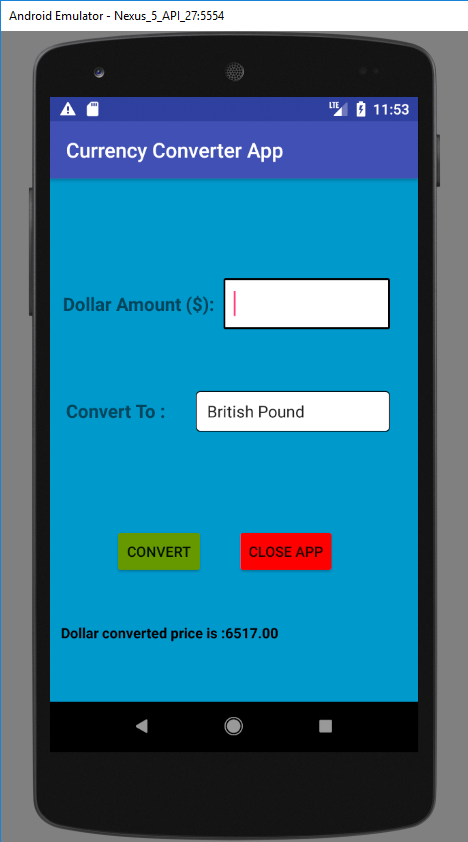 Android Emulator - Nexus_5_API_27:5554
LTE 11:53
Currency Converter App
Dollar Amount ($):
Convert To : British Pound
CONVERT CLOSE APP
Dollar converted price is :6517.00